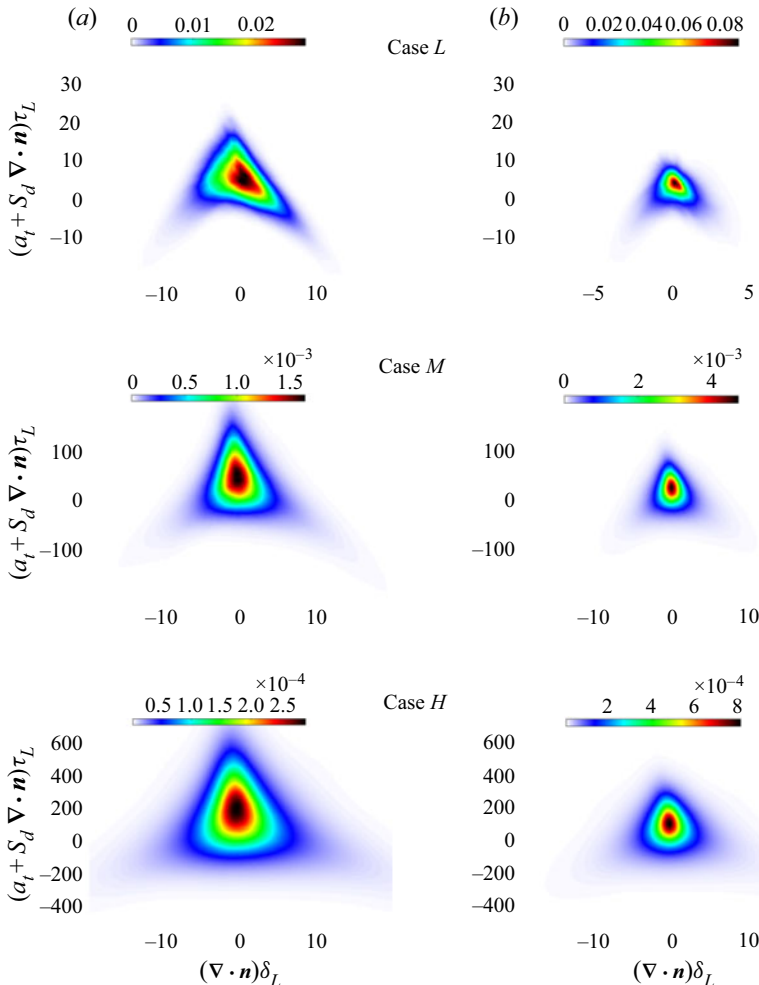 (a) (b)
0 0.01 0.02 0 0.02 0.04 0.06 0.08
Case L
(a_t + S_d ∇ · n)τ_L
30 30
20 20
10 10
0 0
–10 –10
–10 0 10 –5 0 5
×10⁻³ Case M ×10⁻³
0 0.5 1.0 1.5 0 2 4
(a_t + S_d ∇ · n)τ_L
100 100
0 0
–100 –100
–10 0 10 –10 0 10
×10⁻⁴ Case H ×10⁻⁴
0.5 1.0 1.5 2.0 2.5 2 4 6 8
(a_t + S_d ∇ · n)τ_L
600 600
400 400
200 200
0 0
–200 –200
–400 –400
–10 0 10 –10 0 10
(∇ · n)δ_L (∇ · n)δ_L